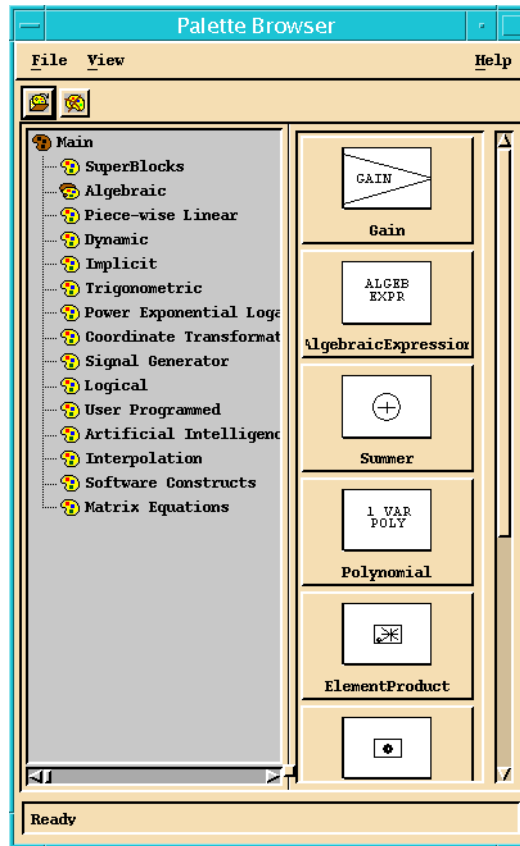 Palette Browser
File View Help
Main
SuperBlocks
Algebraic
Piece-wise Linear
Dynamic
Implicit
Trigonometric
Power Exponential Loga
Coordinate Transformat
Signal Generator
Logical
User Programmed
Artificial Intelligenc
Interpolation
Software Constructs
Matrix Equations
GAIN
Gain
ALGEB
EXPR
AlgebraicExpression
Summer
1 VAR
POLY
Polynomial
ElementProduct
Ready